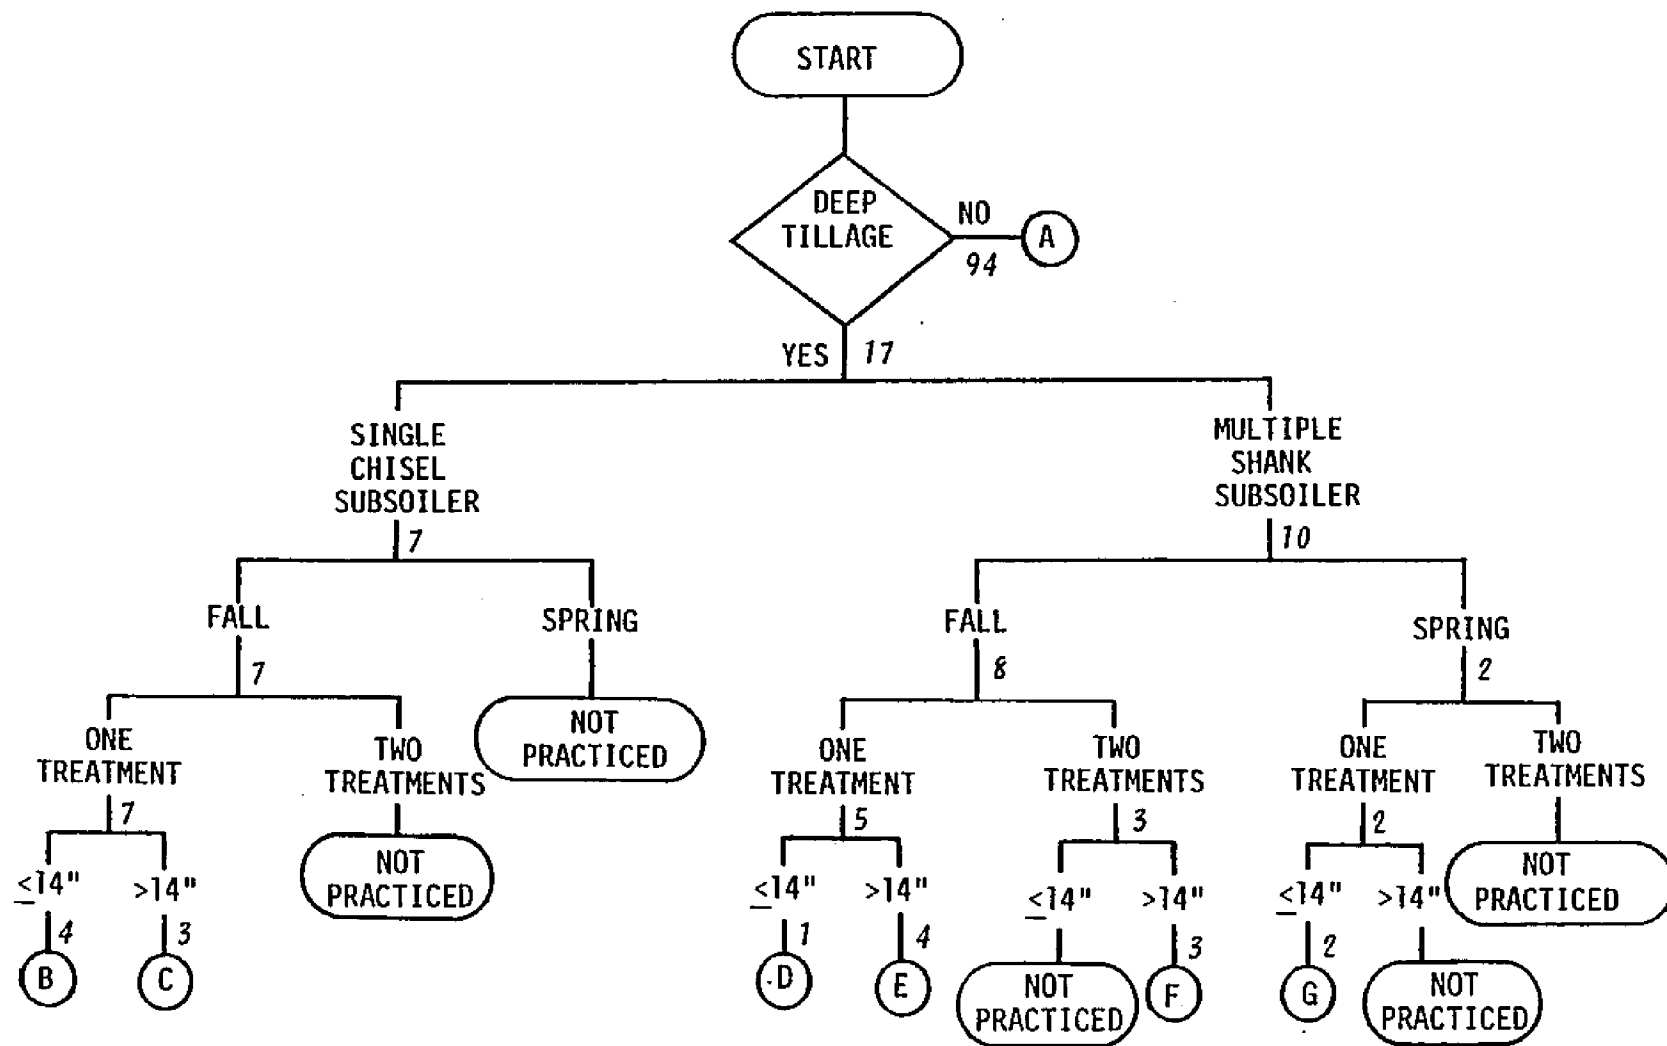 START
DEEP
TILLAGE
NO
94
A
YES 17
SINGLE
CHISEL
SUBSOILER
7
MULTIPLE
SHANK
SUBSOILER
10
FALL
7
SPRING
NOT
PRACTICED
FALL
8
SPRING
2
ONE
TREATMENT
7
TWO
TREATMENTS
NOT
PRACTICED
ONE
TREATMENT
5
TWO
TREATMENTS
3
ONE
TREATMENT
2
TWO
TREATMENTS
NOT
PRACTICED
≤14"
4
B
>14"
3
C
≤14"
1
D
>14"
4
E
≤14"
NOT
PRACTICED
>14"
3
F
≤14"
2
G
>14"
NOT
PRACTICED